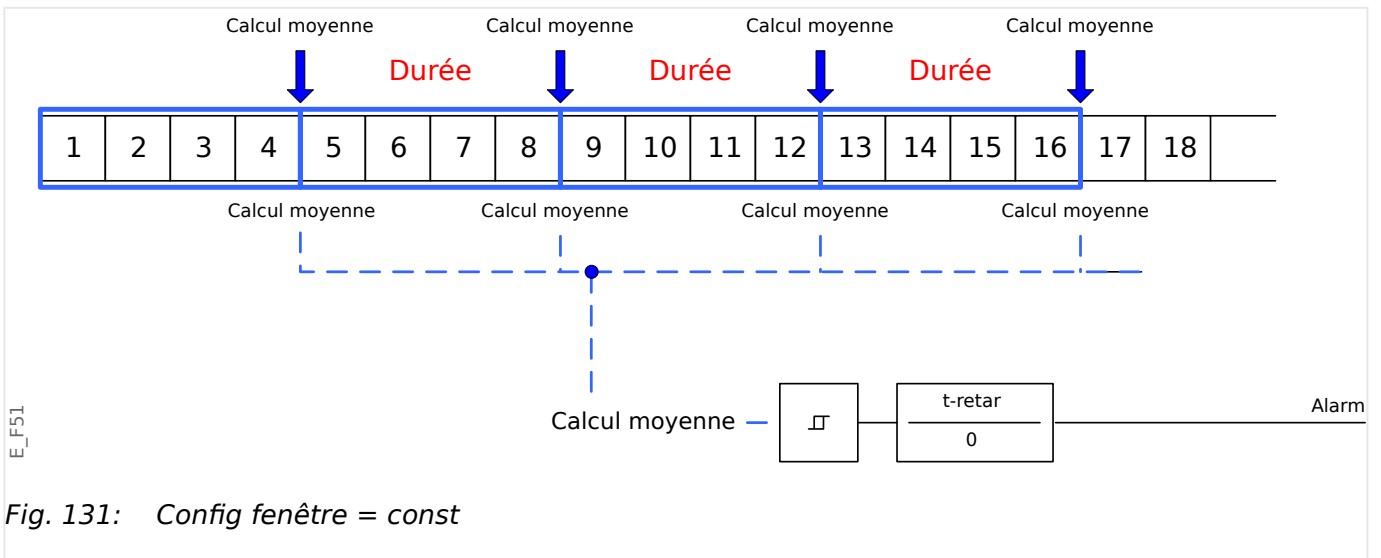 Calcul moyenne Calcul moyenne Calcul moyenne Calcul moyenne
Durée Durée Durée
1 2 3 4 5 6 7 8 9 10 11 12 13 14 15 16 17 18
Calcul moyenne Calcul moyenne Calcul moyenne Calcul moyenne
Calcul moyenne
t-retar
0
Alarm
E_F51
Fig. 131: Config fenêtre = const